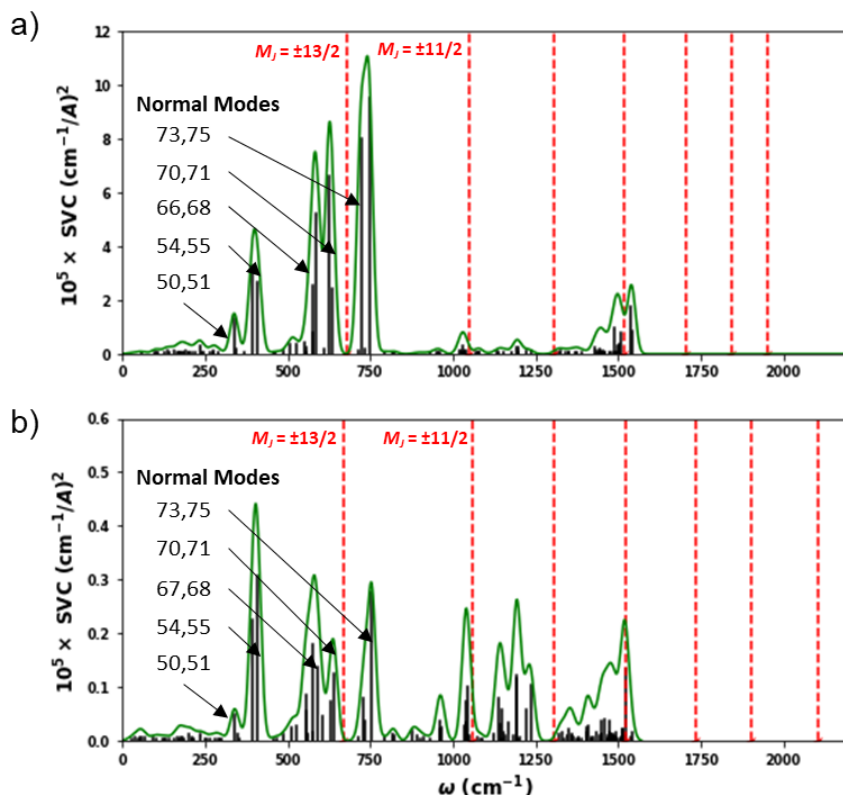 a)
12
10
8
6
4
2
0
10⁵ × SVC (cm⁻¹/A)²
M_J = ±13/2 M_J = ±11/2
Normal Modes
73,75
70,71
66,68
54,55
50,51
0 250 500 750 1000 1250 1500 1750 2000
b)
0.6
0.5
0.4
0.3
0.2
0.1
0.0
10⁵ × SVC (cm⁻¹/A)²
M_J = ±13/2 M_J = ±11/2
Normal Modes
73,75
70,71
67,68
54,55
50,51
0 250 500 750 1000 1250 1500 1750 2000
ω (cm⁻¹)